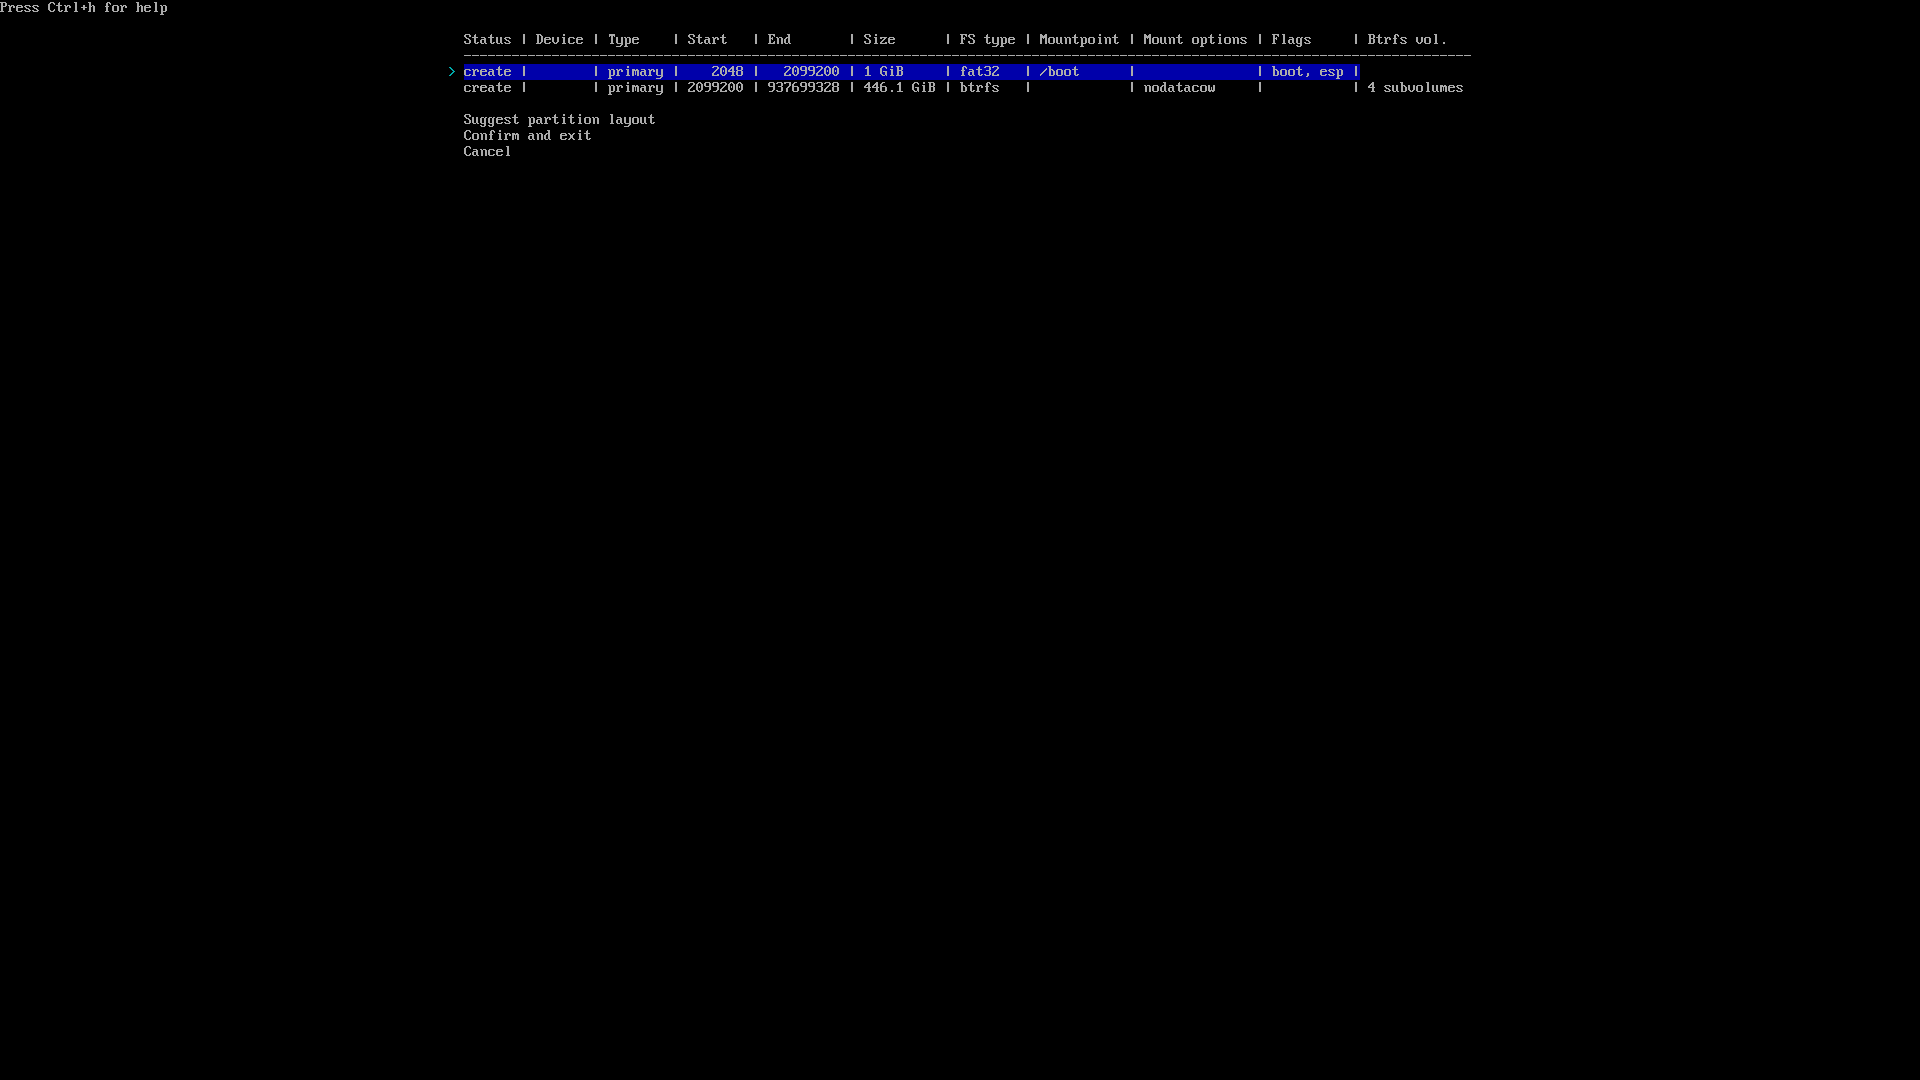 Press Ctrl+h for help
Status | Device | Type | Start | End | Size | FS type | Mountpoint | Mount options | Flags | Btrfs vol.
> create | | primary | 2048 | 2099200 | 1 GiB | fat32 | /boot | | boot, esp |
create | | primary | 2099200 | 937699328 | 446.1 GiB | btrfs | | nodatacow | | 4 subvolumes
Suggest partition layout
Confirm and exit
Cancel